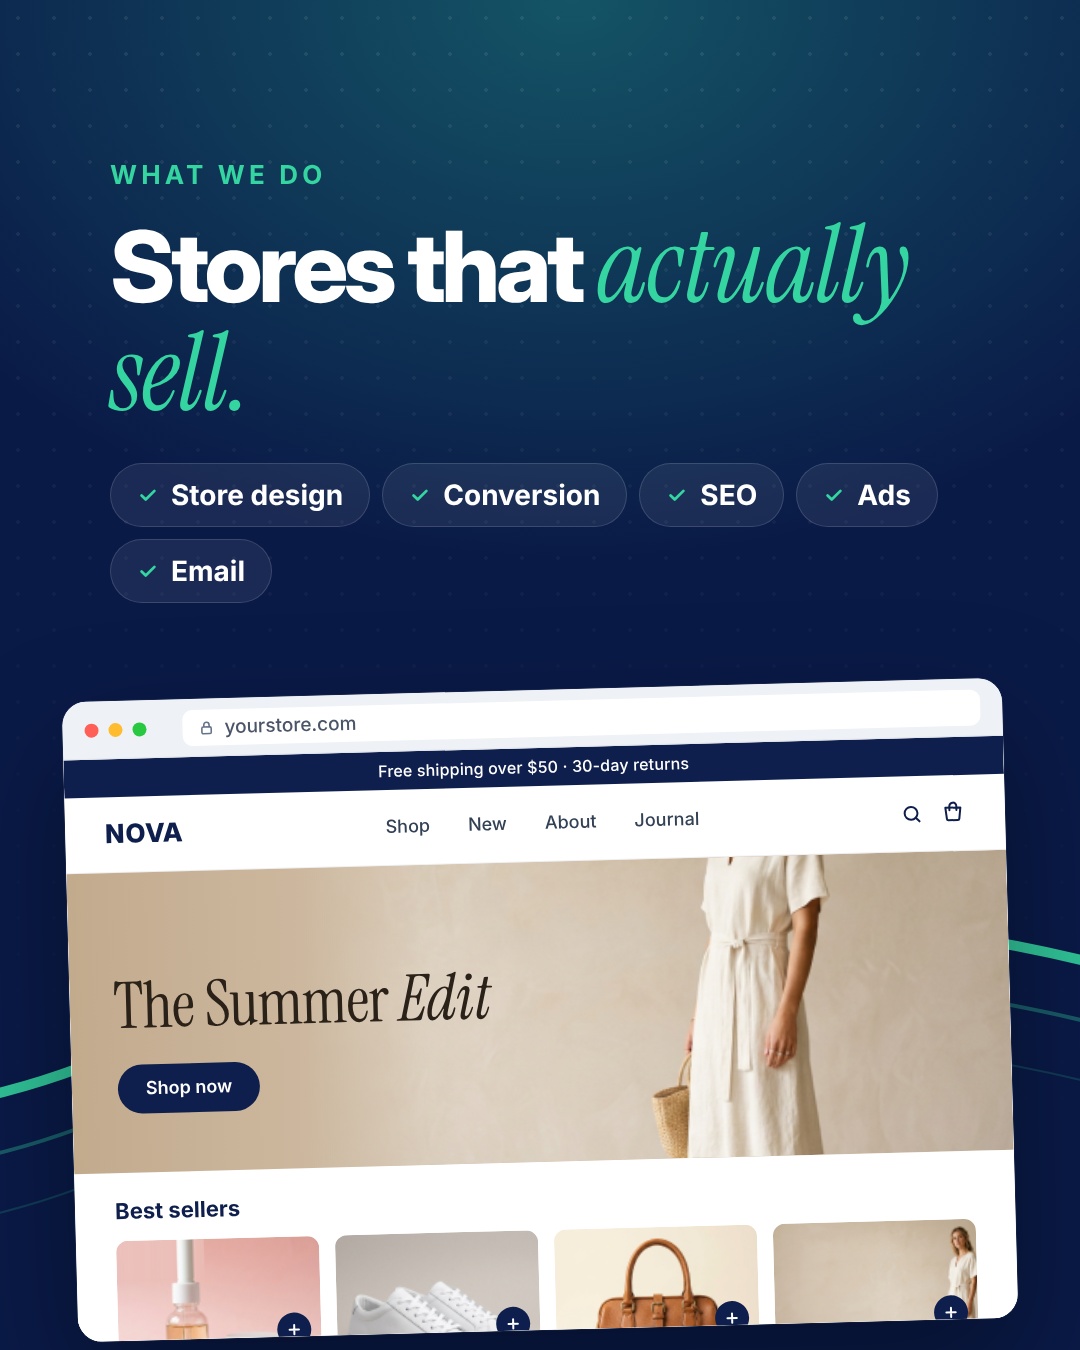 WHAT WE DO
Stores that actually
sell.
Store design
Conversion
SEO
Ads
Email
yourstore.com
Free shipping over $50 · 30-day returns
NOVA
Shop
New
About
Journal
The Summer Edit
Shop now
Best sellers